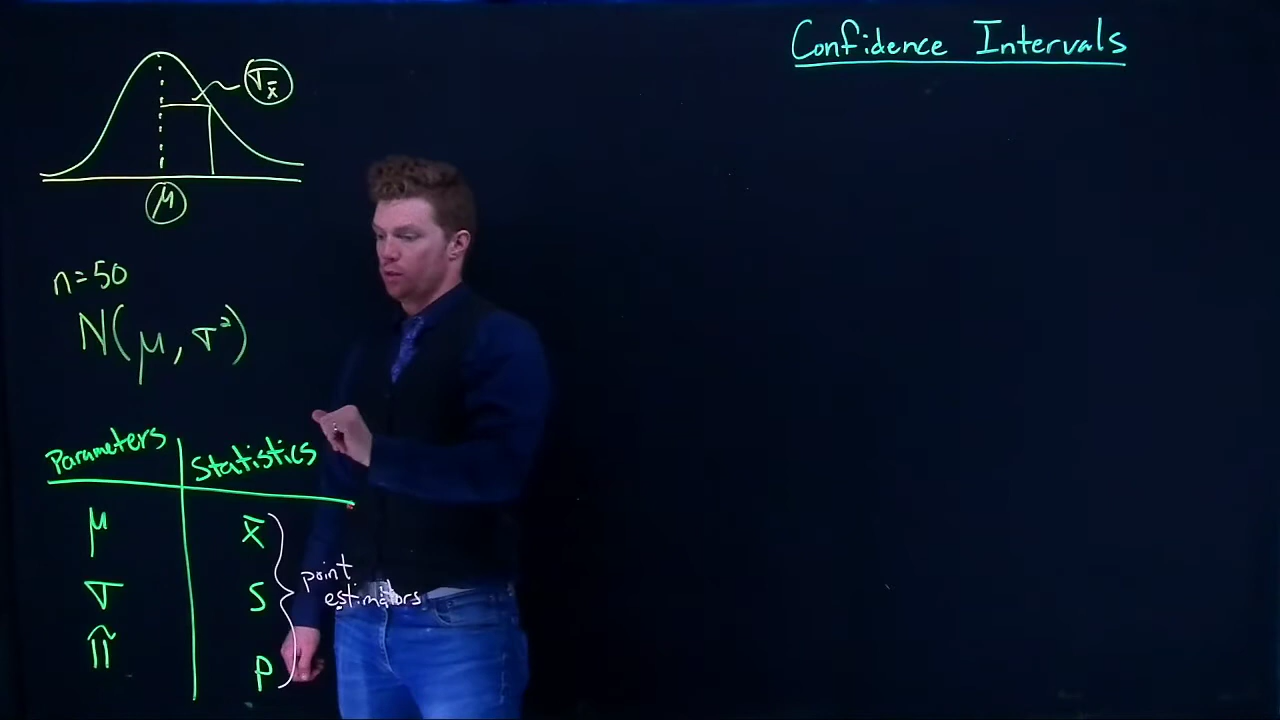 Confidence Intervals
σx̄
μ
n=50
N(μ, σ²)
Parameters Statistics
μ x̄
σ s
π p
point
estimators